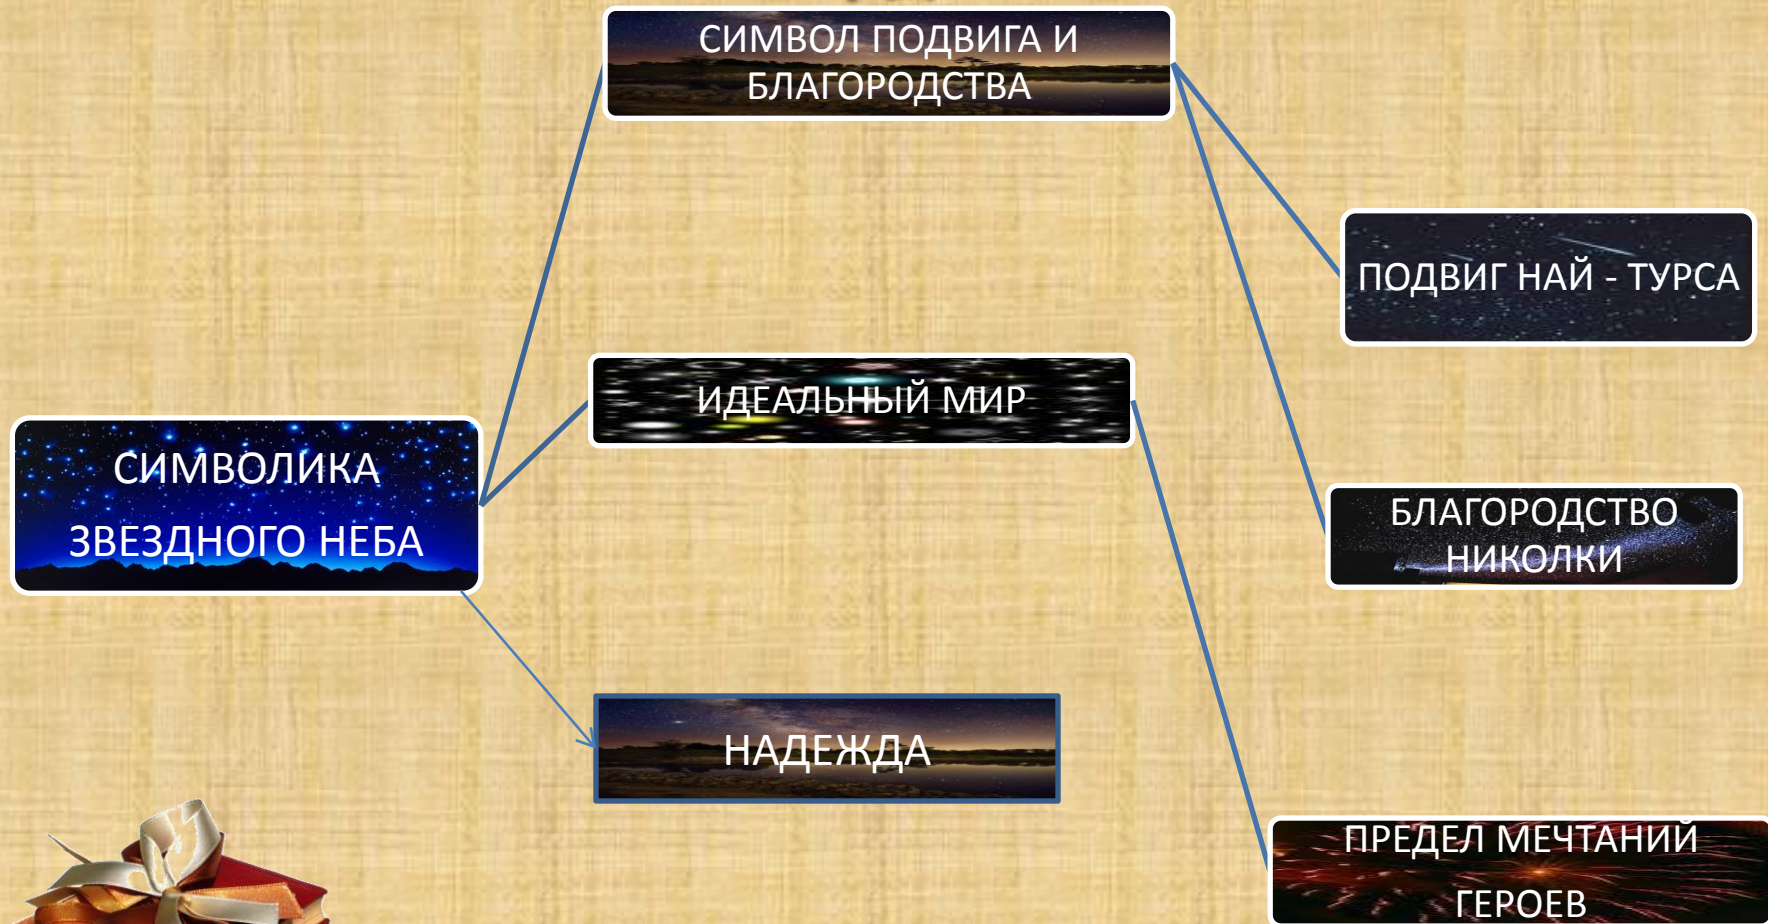 СИМВОЛ ПОДВИГА И
БЛАГОРОДСТВА
ПОДВИГ НАЙ - ТУРСА
ИДЕАЛЬНЫЙ МИР
СИМВОЛИКА
ЗВЕЗДНОГО НЕБА
БЛАГОРОДСТВО
НИКОЛКИ
НАДЕЖДА
ПРЕДЕЛ МЕЧТАНИЙ
ГЕРОЕВ